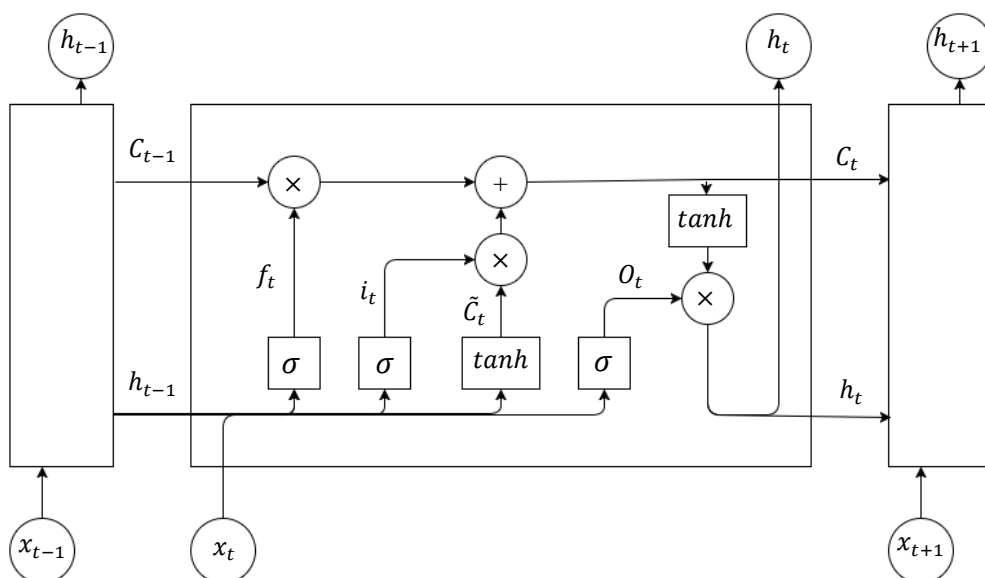 h_{t−1}
h_t
h_{t+1}
C_{t−1}
C_t
×
+
tanh
f_t
i_t
×
C̃_t
O_t
×
σ
σ
tanh
σ
h_{t−1}
h_t
x_{t−1}
x_t
x_{t+1}